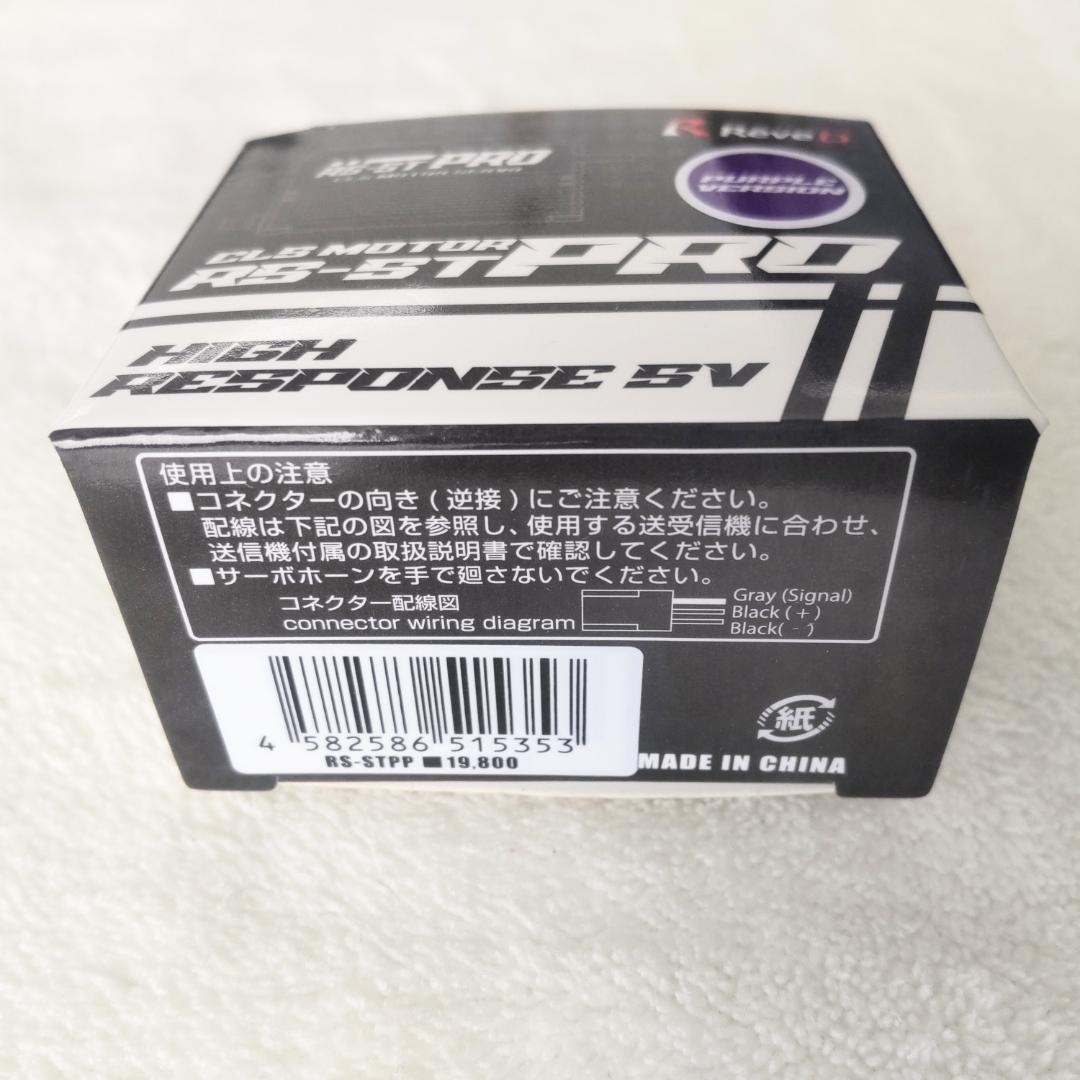 Rêve D
RS-ST PRO
PURPLE
VERSION
CLS MOTOR
RS-ST PRO
HIGH
RESPONSE 5V
使用上の注意
■コネクターの向き(逆接)にご注意ください。
配線は下記の図を参照し、使用する送受信機に合わせ、
送信機付属の取扱説明書で確認してください。
■サーボホーンを手で廻さないでください。
コネクター配線図
connector wiring diagram
Gray (Signal)
Black (+)
Black( - )
4 582586 515353
RS-STPP ■19,800
紙
MADE IN CHINA